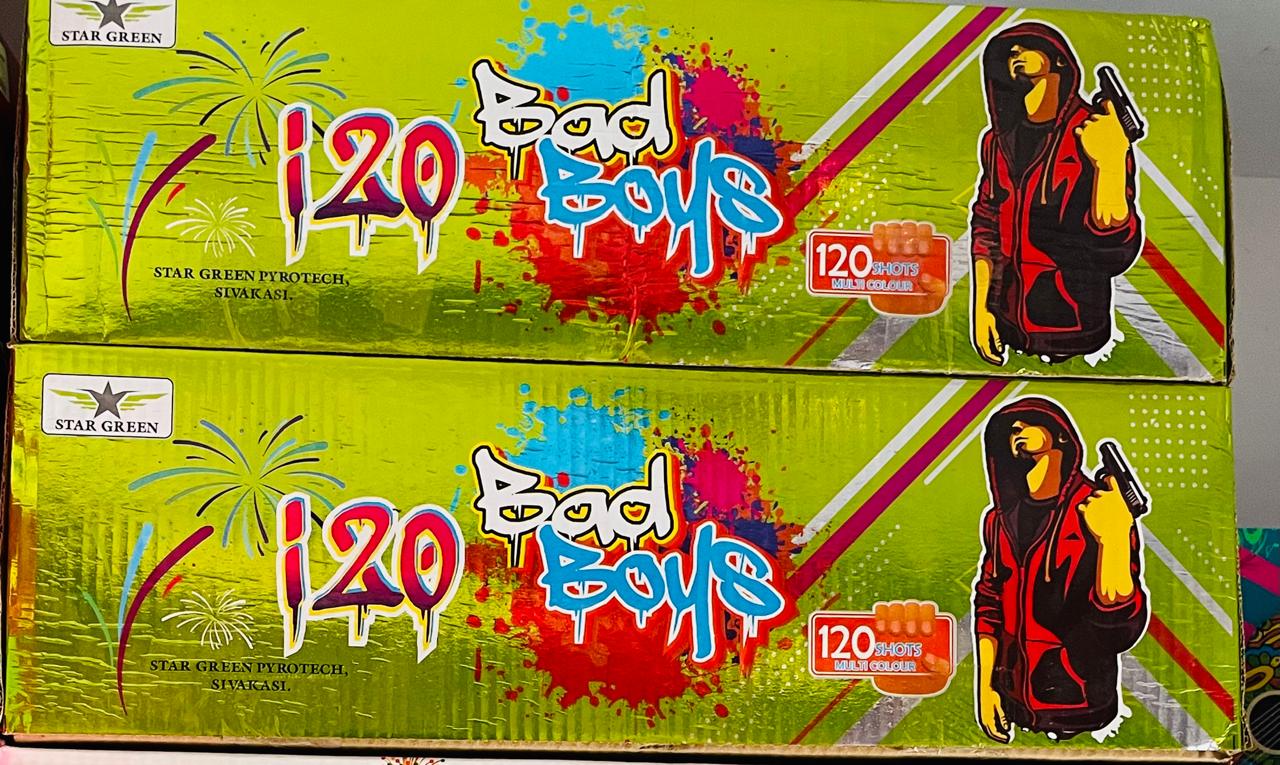 STAR GREEN
i20
Bad
Boys
120 SHOTS
MULTI COLOUR
STAR GREEN PYROTECH,
SIVAKASI.
STAR GREEN
i20
Bad
Boys
120 SHOTS
MULTI COLOUR
STAR GREEN PYROTECH,
SIVAKASI.